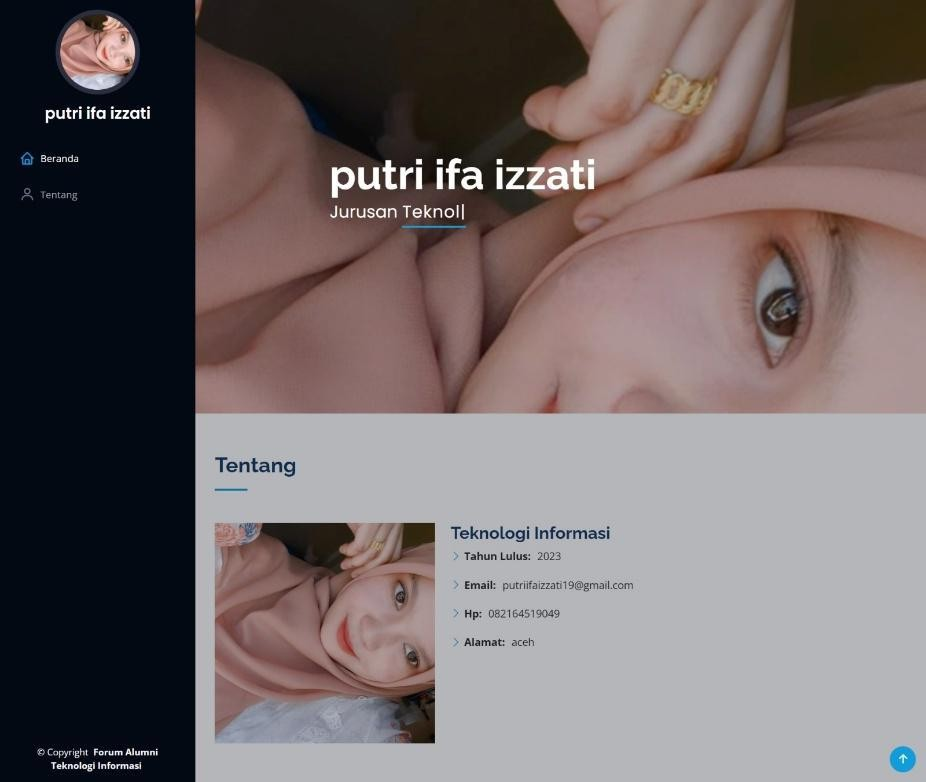 putri ifa izzati
Beranda
Tentang
© Copyright Forum Alumni
Teknologi Informasi
putri ifa izzati
Jurusan Teknol|
Tentang
Teknologi Informasi
Tahun Lulus: 2023
Email: putriifaizzati19@gmail.com
Hp: 082164519049
Alamat: aceh